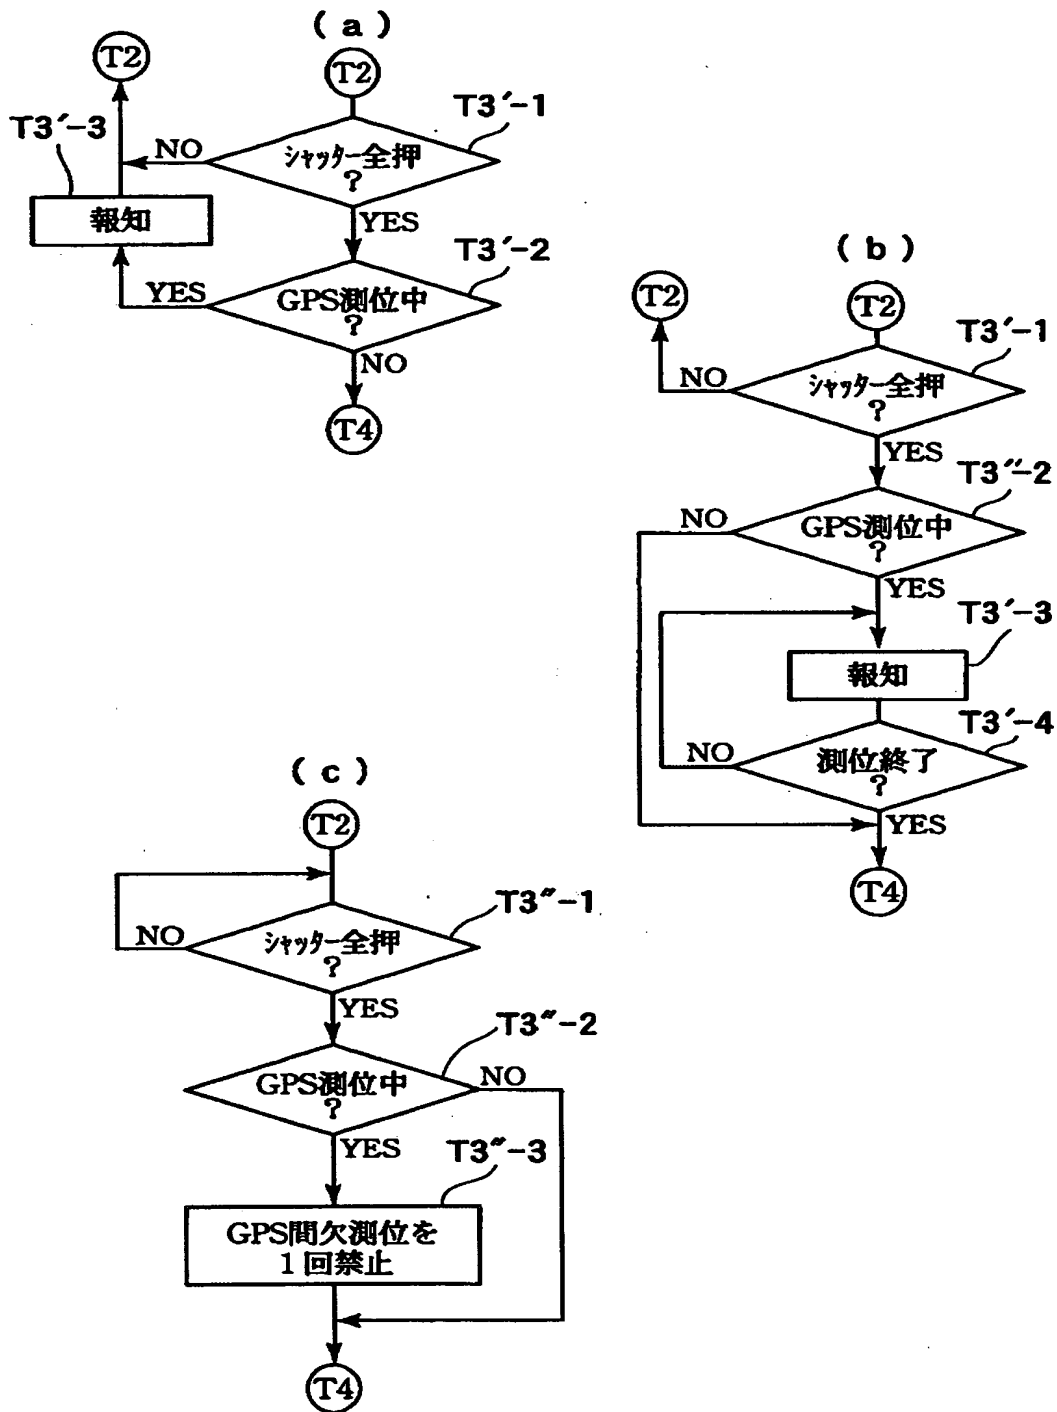 (a)
T2
T2
T3′-1
T3′-3
NO
シャッター全押
?
報知
YES
T3′-2
YES
GPS測位中
?
NO
T4
(b)
T2
T2
T3′-1
NO
シャッター全押
?
YES
T3″-2
NO
GPS測位中
?
YES
T3′-3
報知
T3′-4
NO
測位終了
?
YES
T4
(c)
T2
T3″-1
NO
シャッター全押
?
YES
T3″-2
GPS測位中
?
NO
YES
T3″-3
GPS間欠測位を
1回禁止
T4